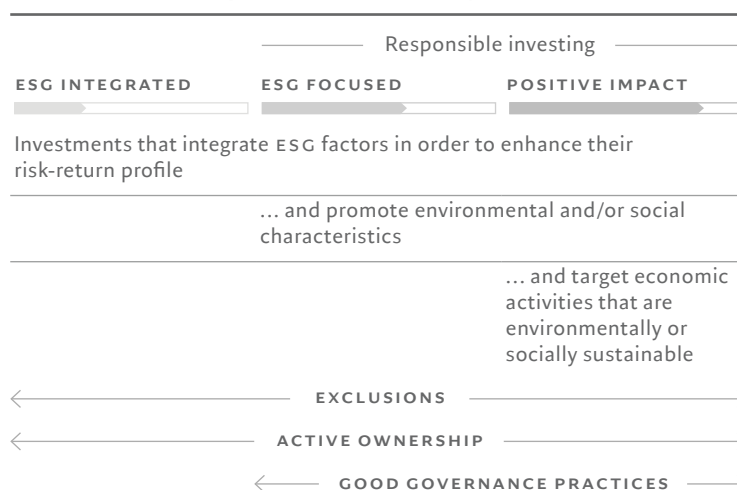 Responsible investing
ESG INTEGRATED ESG FOCUSED POSITIVE IMPACT
Investments that integrate ESG factors in order to enhance their
risk-return profile
… and promote environmental and/or social
characteristics
… and target economic
activities that are
environmentally or
socially sustainable
EXCLUSIONS
ACTIVE OWNERSHIP
GOOD GOVERNANCE PRACTICES